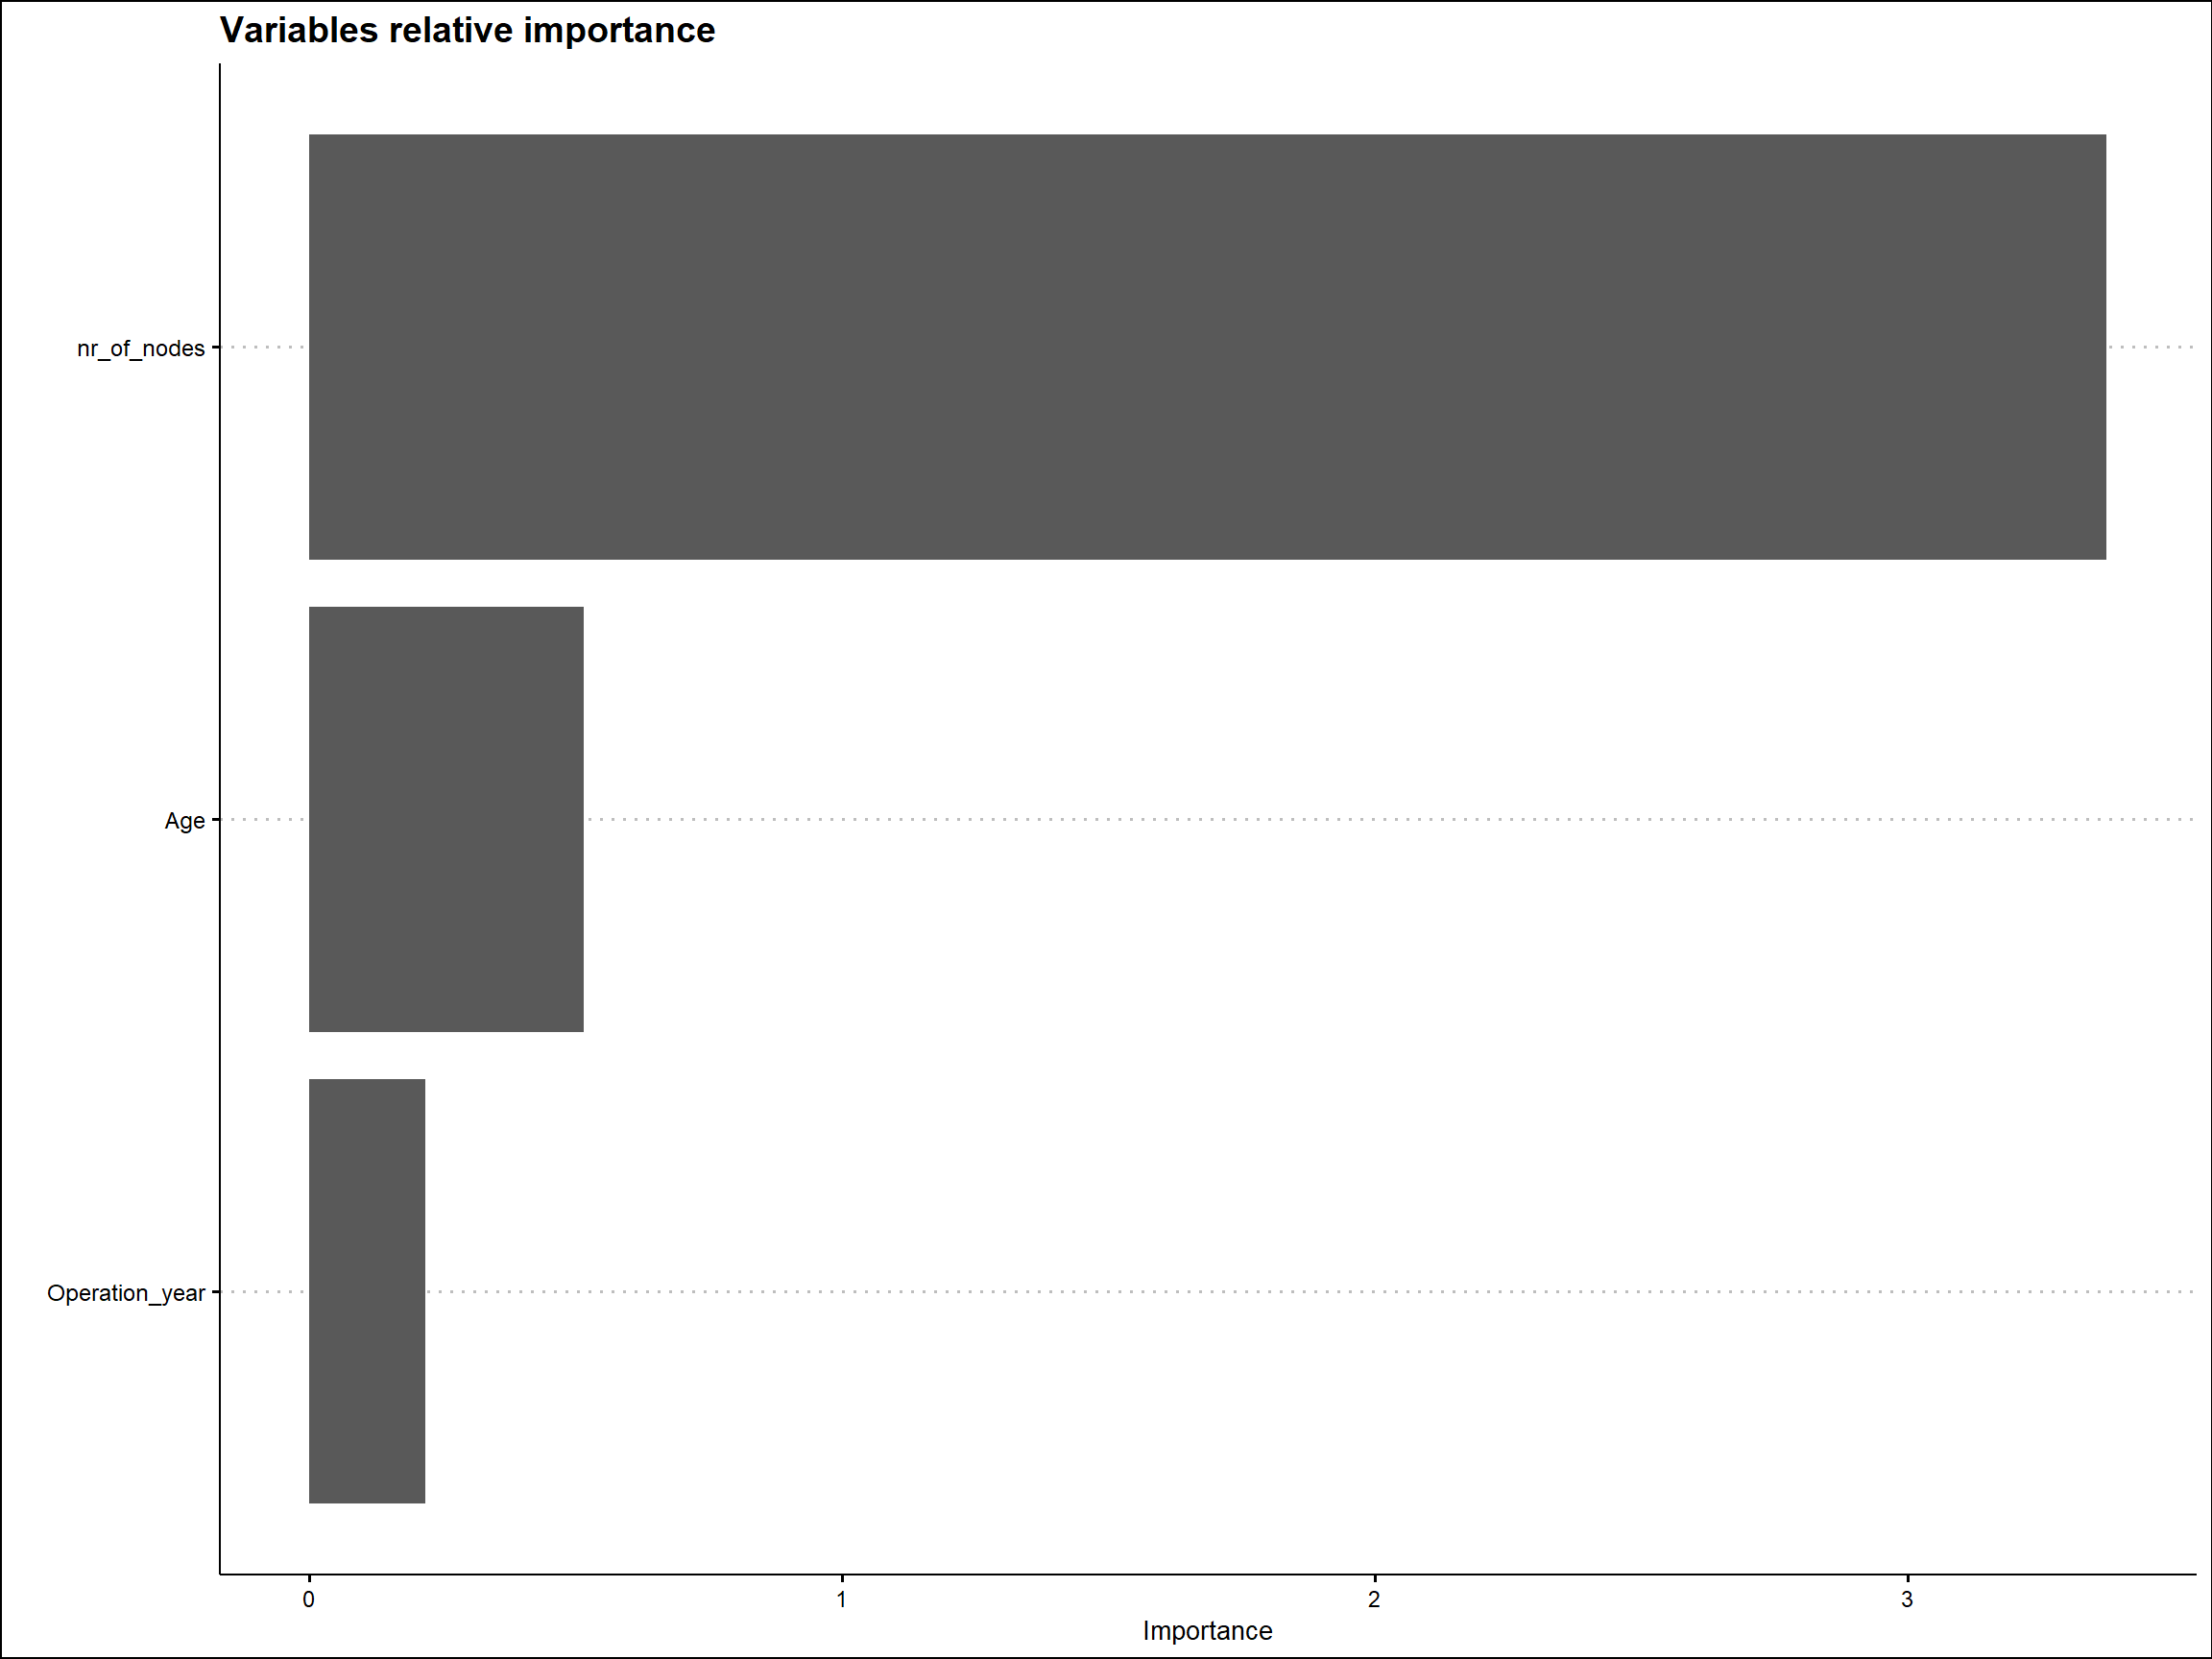 Variables relative importance
nr_of_nodes
Age
Operation_year
0 1 2 3
Importance